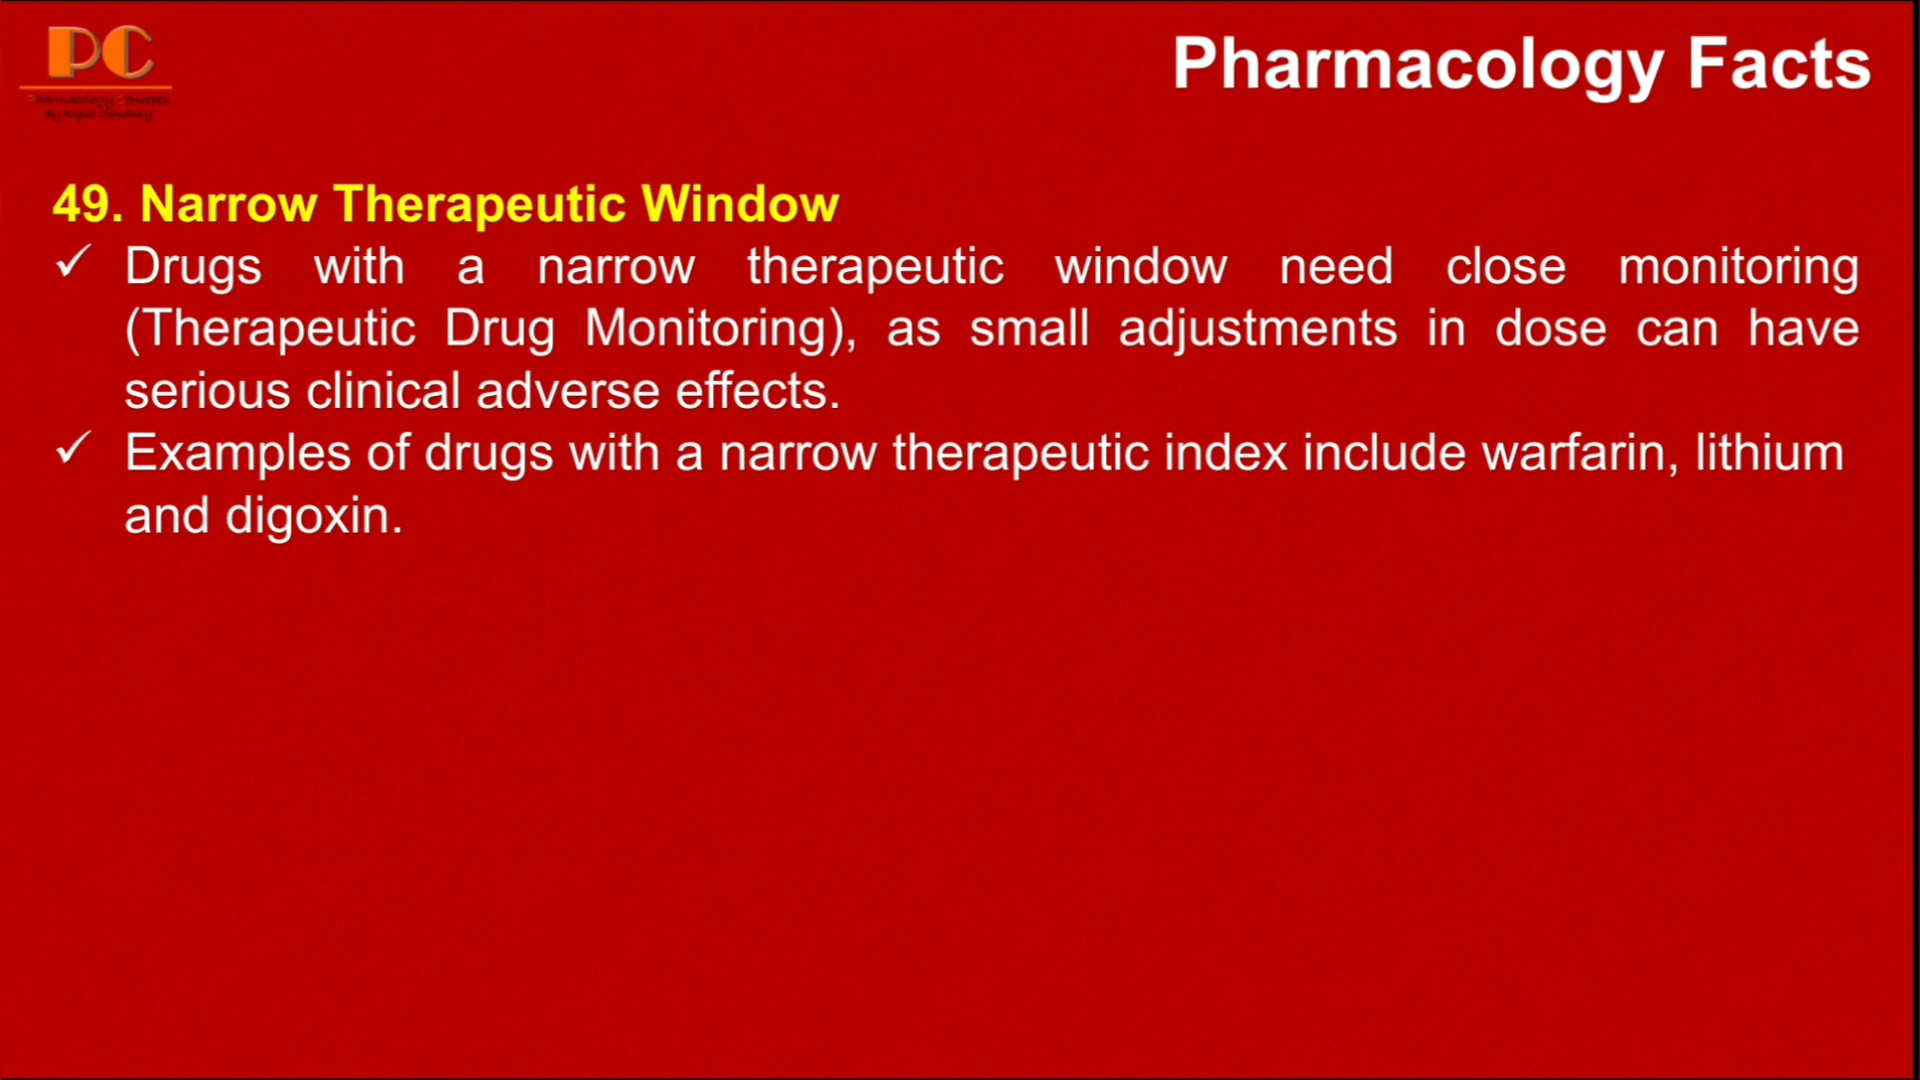 PC
Pharmacology Concepts
Pharmacology Facts
49. Narrow Therapeutic Window
✓ Drugs with a narrow therapeutic window need close monitoring
(Therapeutic Drug Monitoring), as small adjustments in dose can have
serious clinical adverse effects.
✓ Examples of drugs with a narrow therapeutic index include warfarin, lithium
and digoxin.